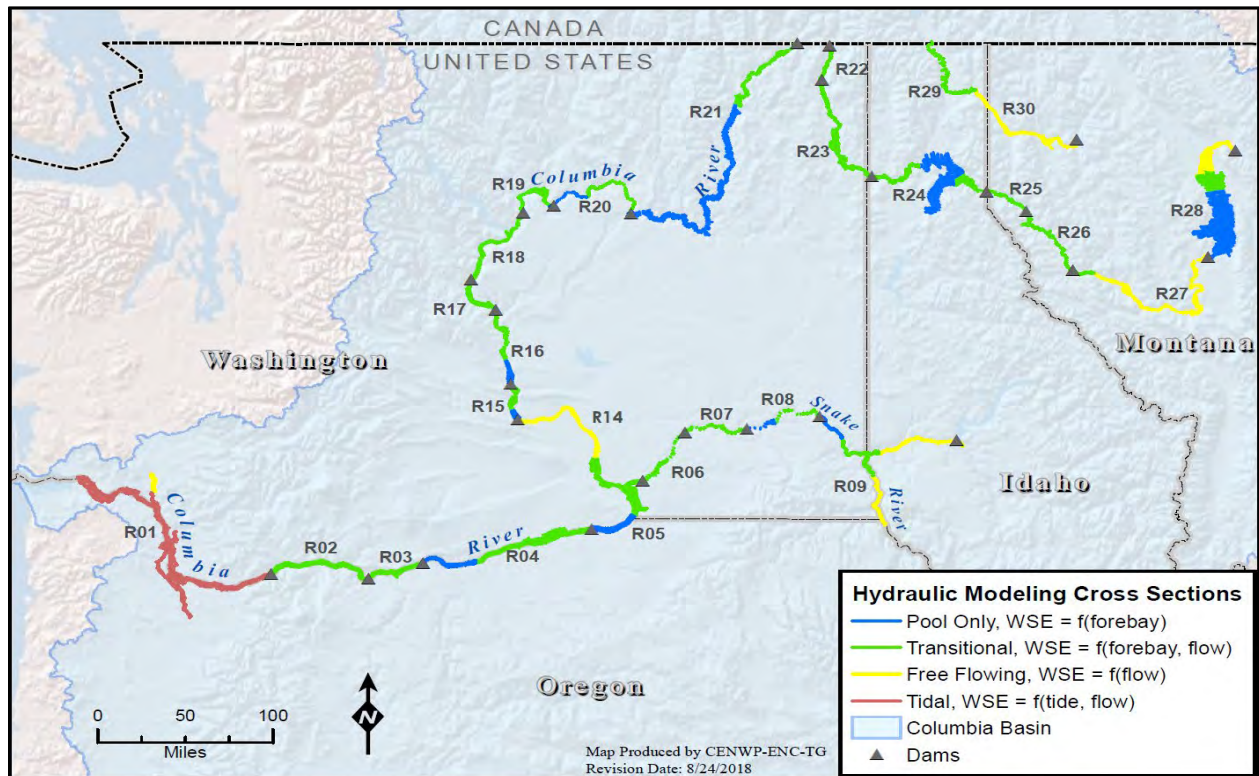 CANADA
UNITED STATES
R22
R29
R30
R21
R23
R19
Columbia
River
R20
R24
R25
R28
R26
R18
R17
R27
Montana
R16
Washington
R15
R14
R07
R08
Snake
R06
R09
River
Idaho
R01
Columbia
R02
R03
River
R04
R05
Oregon
0 50 100
Miles
N
Map Produced by CENWP-ENC-TG
Revision Date: 8/24/2018
Hydraulic Modeling Cross Sections
Pool Only, WSE = f(forebay)
Transitional, WSE = f(forebay, flow)
Free Flowing, WSE = f(flow)
Tidal, WSE = f(tide, flow)
Columbia Basin
Dams